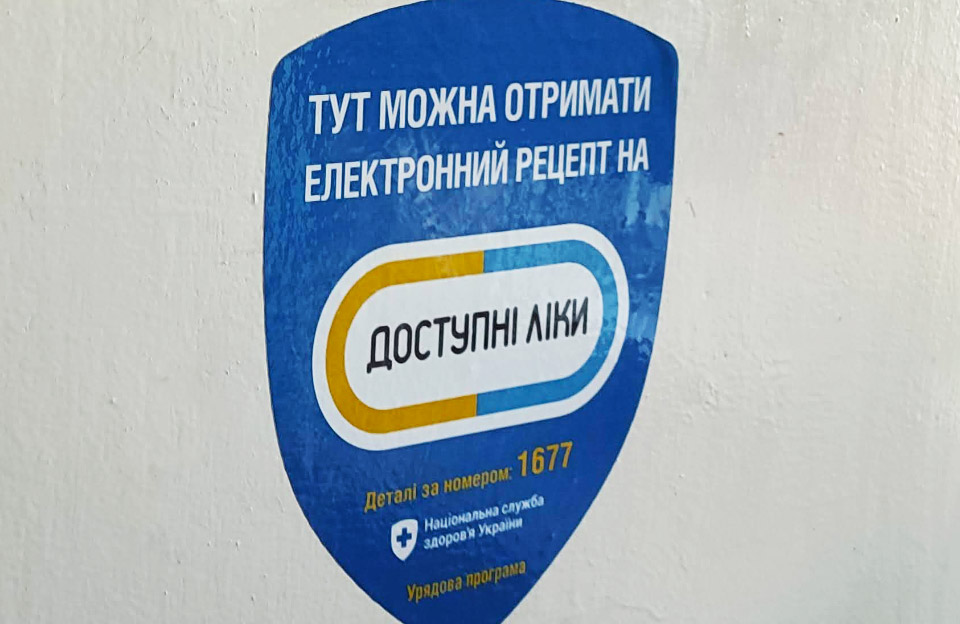 ТУТ МОЖНА ОТРИМАТИ
ЕЛЕКТРОННИЙ РЕЦЕПТ НА
ДОСТУПНІ ЛІКИ
Деталі за номером: 1677
Національна служба
здоров'я України
Урядова програма